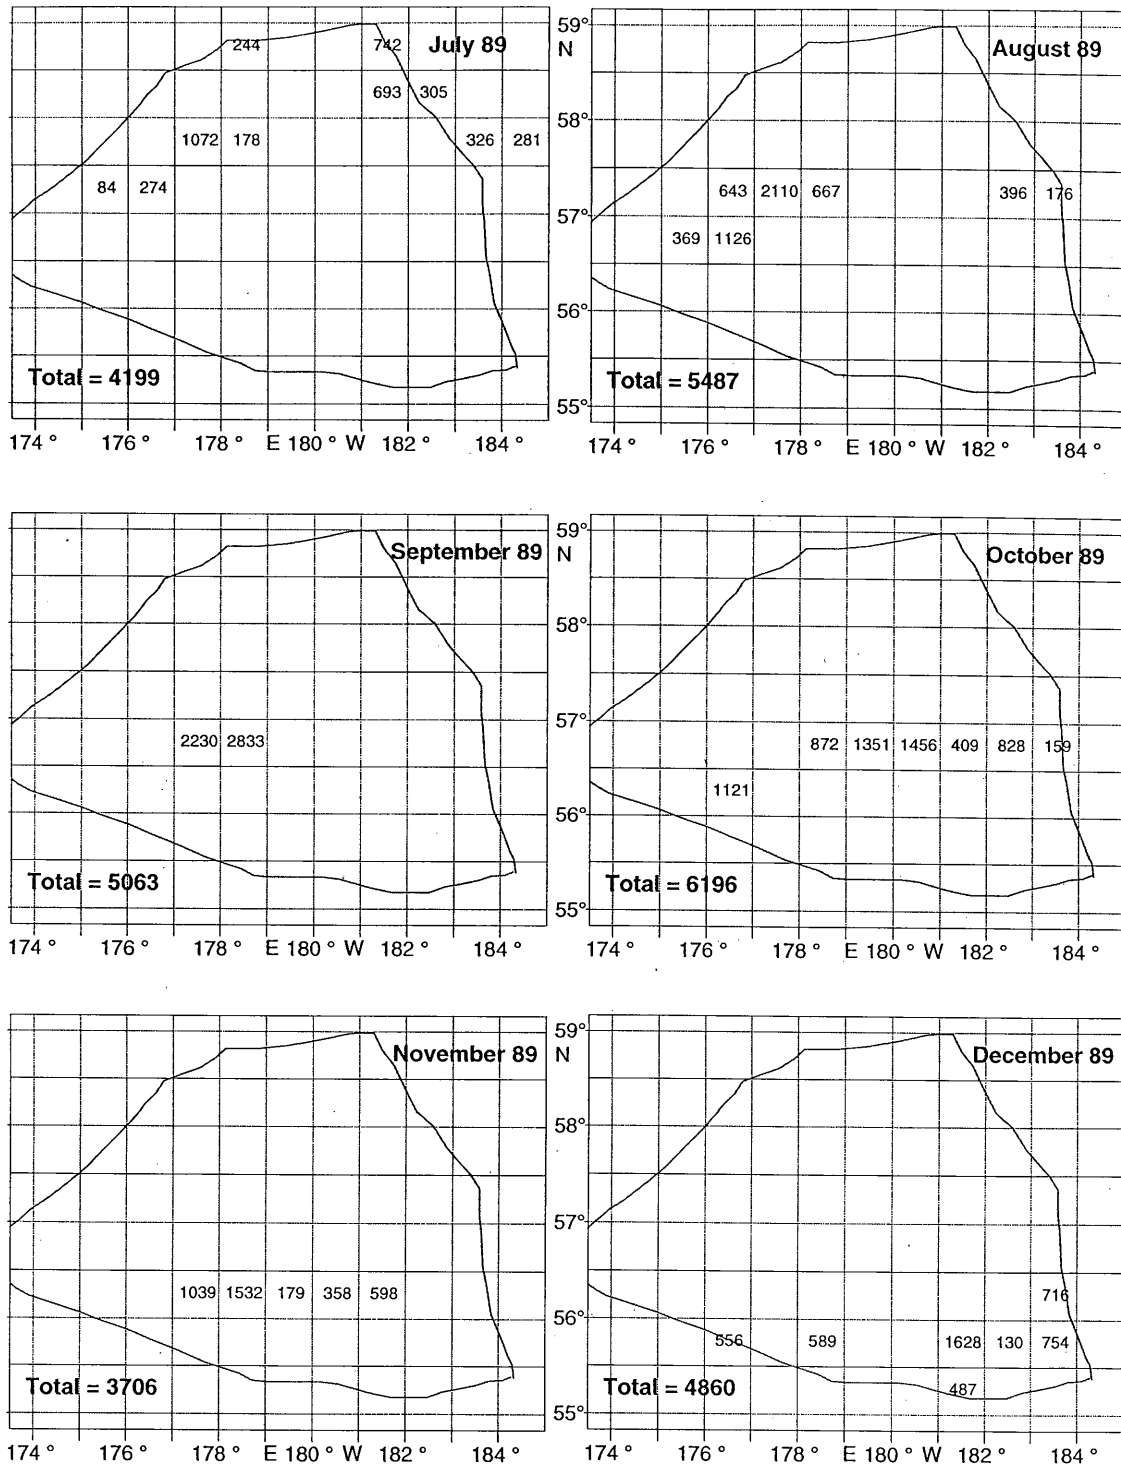 244 742 July 89
693 305
1072 178 326 281
84 274
Total = 4199
174 ° 176 ° 178 ° E 180 ° W 182 ° 184 °
59°
N
58°
57°
56°
55°
August 89
643 2110 667 396 176
369 1126
Total = 5487
174 ° 176 ° 178 ° E 180 ° W 182 ° 184 °
September 89
2230 2833
Total = 5063
174 ° 176 ° 178 ° E 180 ° W 182 ° 184 °
59°
N
58°
57°
56°
55°
October 89
872 1351 1456 409 828 159
1121
Total = 6196
174 ° 176 ° 178 ° E 180 ° W 182 ° 184 °
November 89
1039 1532 179 358 598
Total = 3706
174 ° 176 ° 178 ° E 180 ° W 182 ° 184 °
59°
N
58°
57°
56°
55°
December 89
716
556 589 1628 130 754
Total = 4860
487
174 ° 176 ° 178 ° E 180 ° W 182 ° 184 °